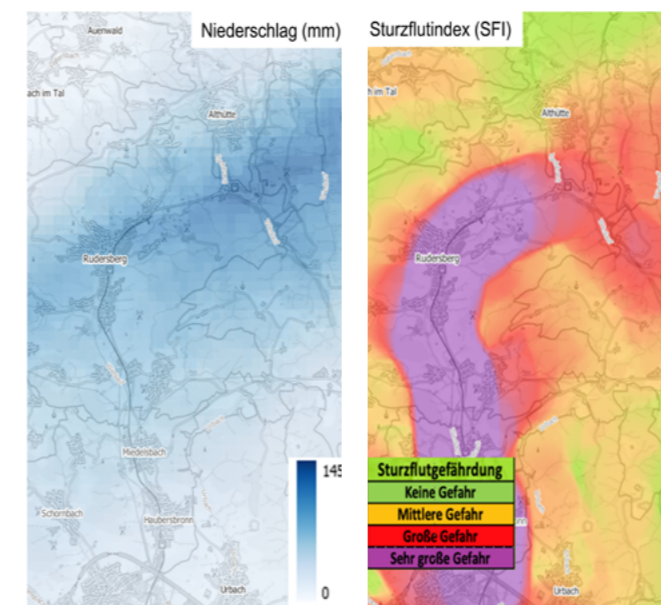 Niederschlag (mm)
Auenwald
ach im Tal
Althütte
Rudersberg
Miedelsbach
Schornbach
Haubersbronn
Urbach
145
0
Sturzflutindex (SFI)
h im Tal
Althütte
Rudersberg
Sturzflutgefährdung
Keine Gefahr
Mittlere Gefahr
Große Gefahr
Sehr große Gefahr
nn
Urbach